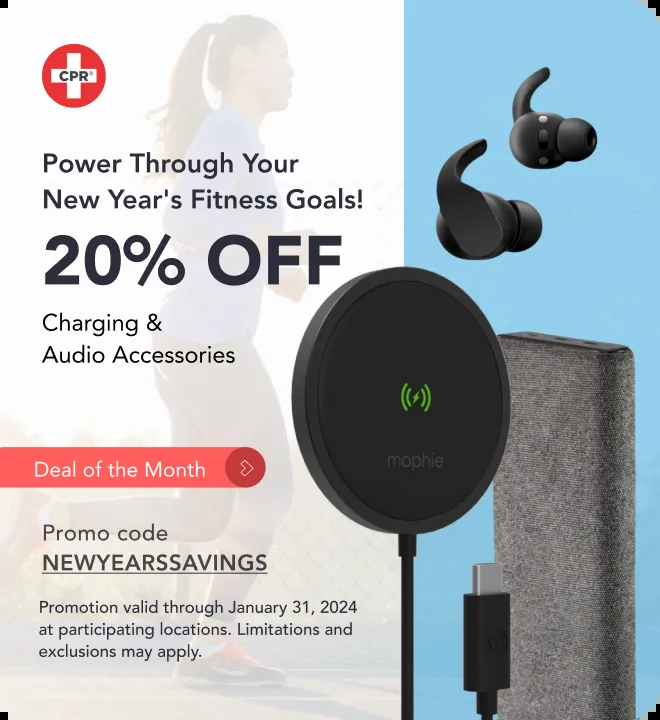 CPR®
Power Through Your
New Year's Fitness Goals!
20% OFF
Charging &
Audio Accessories
mophie
Deal of the Month
Promo code
NEWYEARSSAVINGS
Promotion valid through January 31, 2024
at participating locations. Limitations and
exclusions may apply.